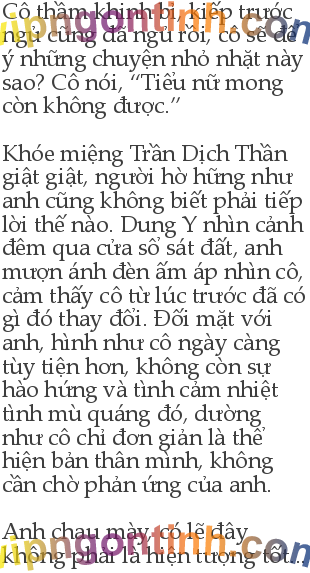 Cô thầm khinh bỉ, kiếp trước
ngủ cũng đã ngủ rồi, cô sẽ để
ý những chuyện nhỏ nhặt này
sao? Cô nói, “Tiểu nữ mong
còn không được.”

Khóe miệng Trần Dịch Thần
giật giật, người hờ hững như
anh cũng không biết phải tiếp
lời thế nào. Dung Y nhìn cảnh
đêm qua cửa sổ sát đất, anh
mượn ánh đèn ấm áp nhìn cô,
cảm thấy cô từ lúc trước đã có
gì đó thay đổi. Đối mặt với
anh, hình như cô ngày càng
tùy tiện hơn, không còn sự
hào hứng và tình cảm nhiệt
tình mù quáng đó, dường
như cô chỉ đơn giản là thể
hiện bản thân mình, không
cần chờ phản ứng của anh.

Anh chau mày, có lẽ đây
không phải là hiện tượng tốt...
vipngontinh.com
vipngontinh.com